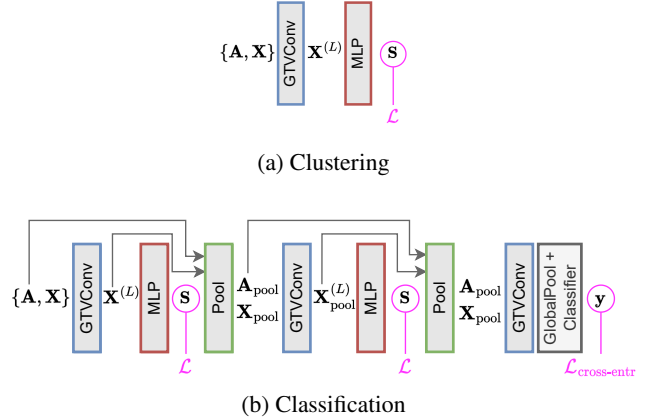 {A, X} GTVConv X^(L) MLP S
ℒ
(a) Clustering
{A, X} GTVConv X^(L) MLP S Pool A_pool X_pool GTVConv X_pool^(L) MLP S Pool A_pool X_pool GTVConv GlobalPool + Classifier y
ℒ ℒ ℒ_cross-entr
(b) Classification